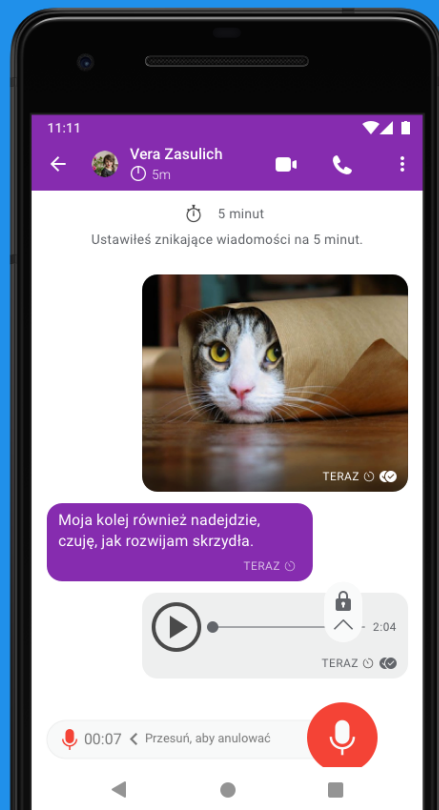 11:11
Vera Zasulich
5m
5 minut
Ustawiłeś znikające wiadomości na 5 minut.
TERAZ
Moja kolej również nadejdzie,
czuję, jak rozwijam skrzydła.
TERAZ
2:04
TERAZ
00:07 Przesuń, aby anulować